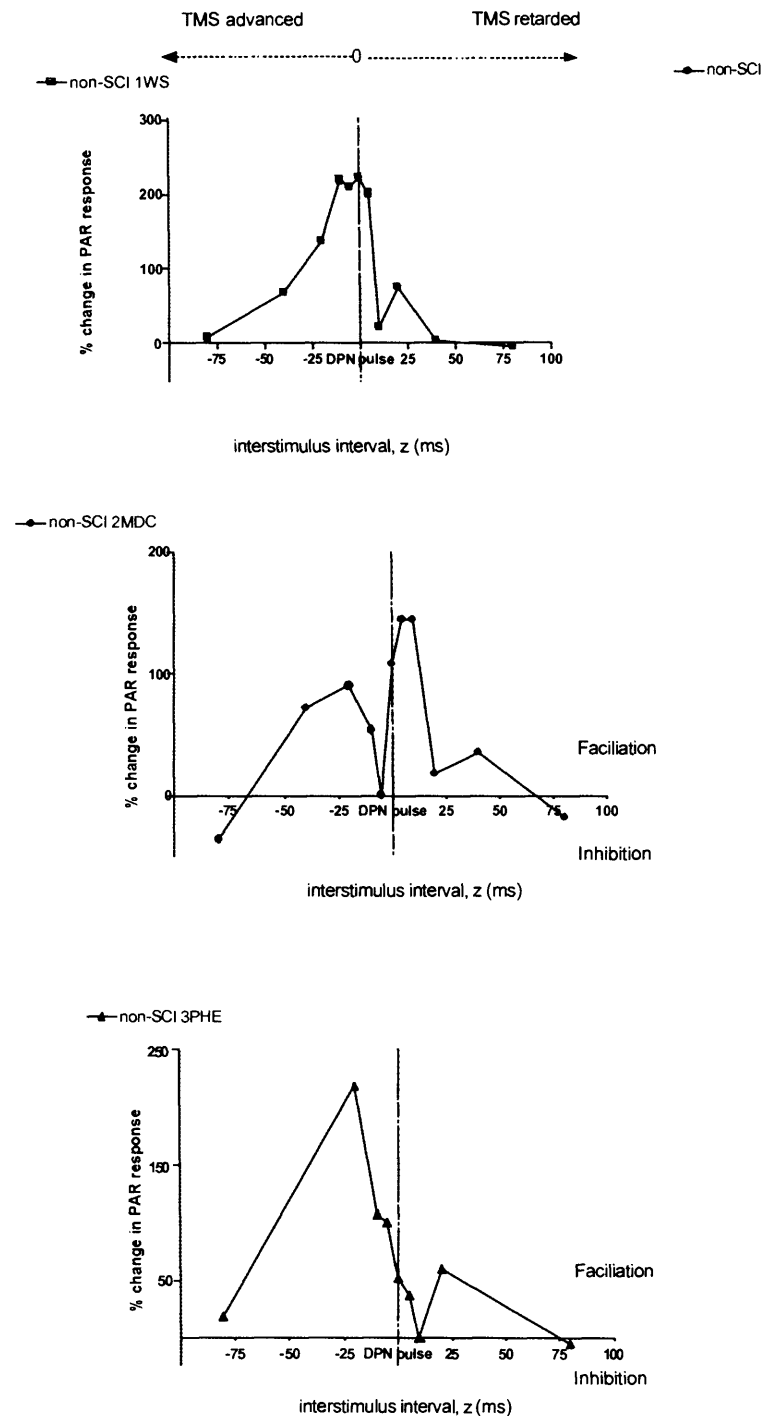 TMS advanced TMS retarded
0
non-SCI 1WS non-SCI
300
200
100
0
% change in PAR response
-75 -50 -25 DPN pulse 25 50 75 100
interstimulus interval, z (ms)
non-SCI 2MDC
200
100
0
% change in PAR response
Faciliation
-75 -50 -25 DPN pulse 25 50 75 100
Inhibition
interstimulus interval, z (ms)
non-SCI 3PHE
250
150
50
% change in PAR response
Faciliation
-75 -50 -25 DPN pulse 25 50 75 100
Inhibition
interstimulus interval, z (ms)